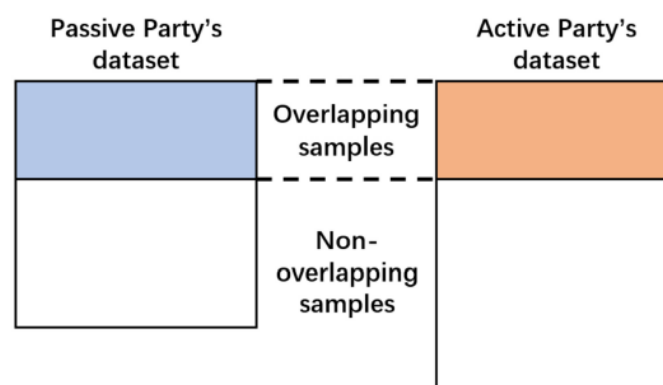 Passive Party's
dataset
Active Party's
dataset
Overlapping
samples
Non-
overlapping
samples